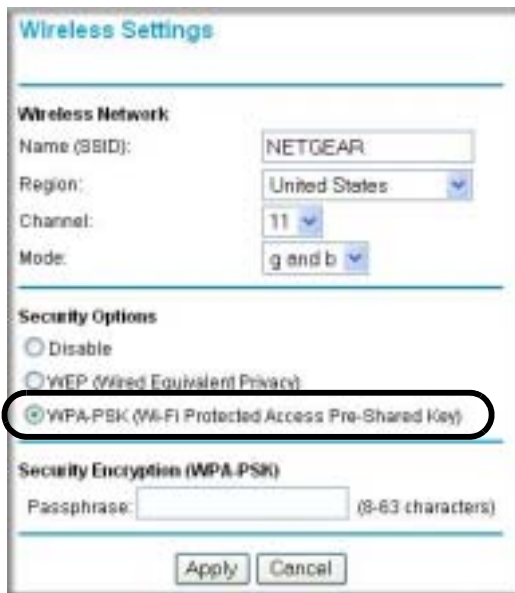 Wireless Settings
Wireless Network
Name (SSID): NETGEAR
Region: United States
Channel: 11
Mode: g and b
Security Options
Disable
WEP (Wired Equivalent Privacy)
WPA-PSK (Wi-Fi Protected Access Pre-Shared Key)
Security Encryption (WPA-PSK)
Passphrase: (8-63 characters)
Apply Cancel